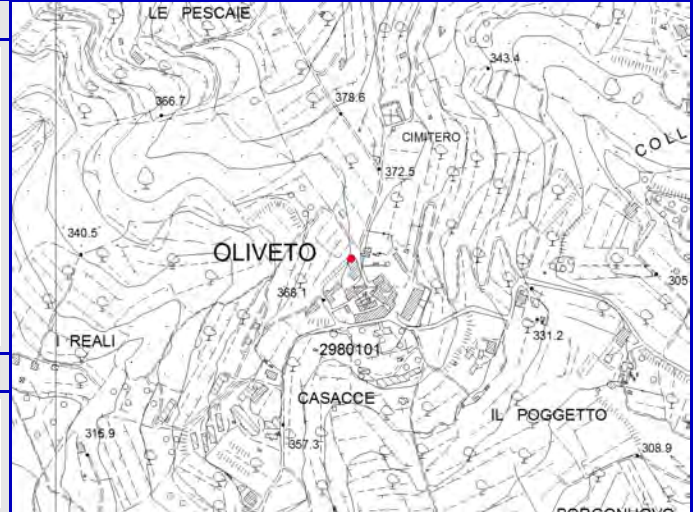 LE PESCAIE
343.4
366.7
378.6
CIMITERO
COLL
372.5
340.5
OLIVETO
305
368.1
331.2
I REALI
2980101
CASACCE
IL POGGETTO
316.9
357.3
308.9
BORGONUOVO